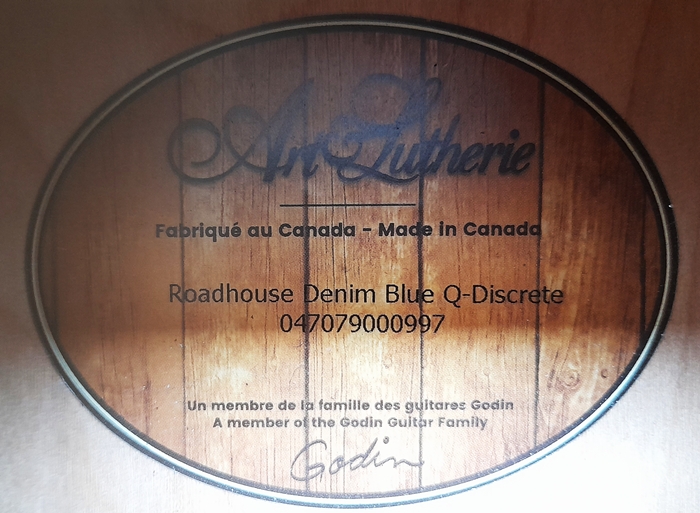 Art & Lutherie
Fabriqué au Canada - Made in Canada
Roadhouse Denim Blue Q-Discrete
047079000997
Un membre de la famille des guitares Godin
A member of the Godin Guitar Family
Godin